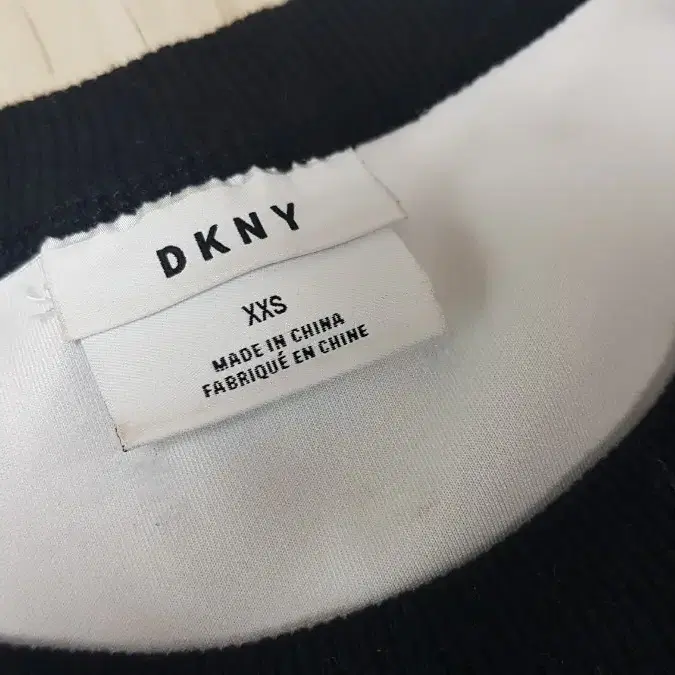 DKNY
XXS
MADE IN CHINA
FABRIQUÉ EN CHINE